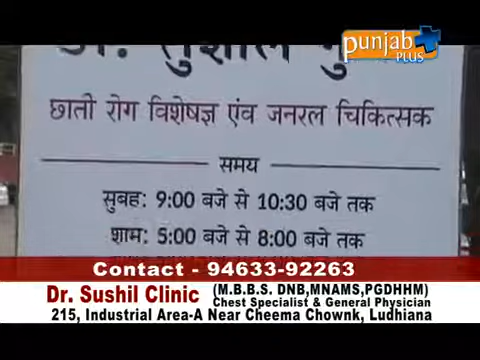 punjab
PLUS
डा. सुशील
छाती रोग विशेषज्ञ एंव जनरल चिकित्सक
समय
सुबह: 9:00 बजे से 10:30 बजे तक
शाम: 5:00 बजे से 8:00 बजे तक
Contact - 94633-92263
Dr. Sushil Clinic
(M.B.B.S. DNB,MNAMS,PGDHHM)
Chest Specialist & General Physician
215, Industrial Area-A Near Cheema Chownk, Ludhiana